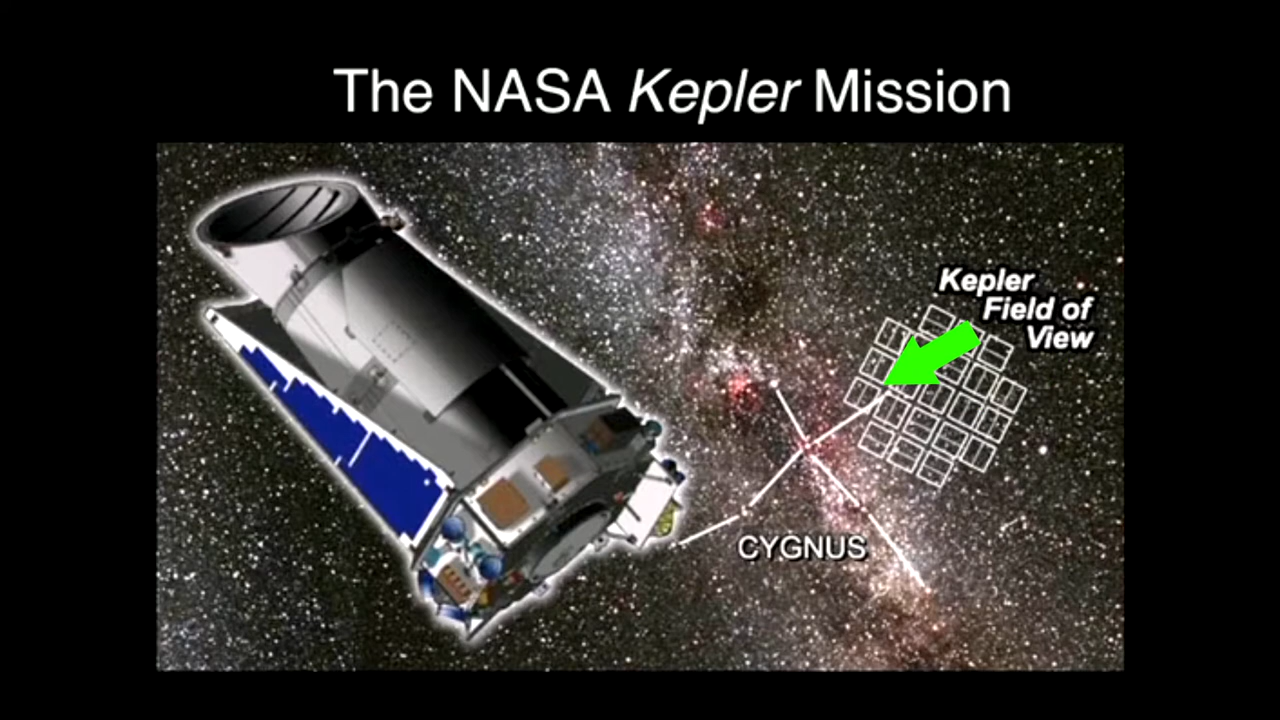 The NASA Kepler Mission
Kepler
Field of
View
CYGNUS